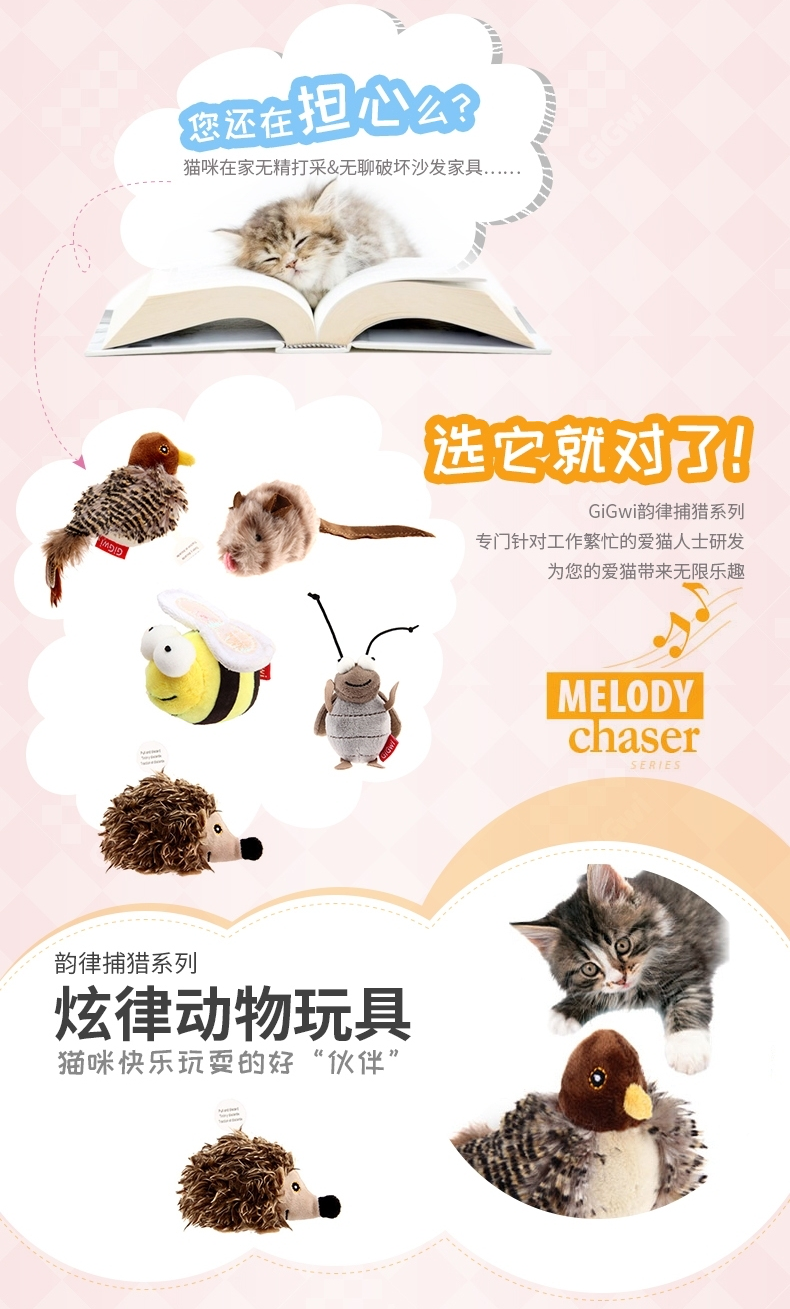 您还在担心么?
猫咪在家无精打采&无聊破坏沙发家具……
选它就对了!
GiGwi韵律捕猎系列
专门针对工作繁忙的爱猫人士研发
为您的爱猫带来无限乐趣
MELODY
chaser
SERIES
GiGwi
GiGwi
韵律捕猎系列
炫律动物玩具
猫咪快乐玩耍的好“伙伴”